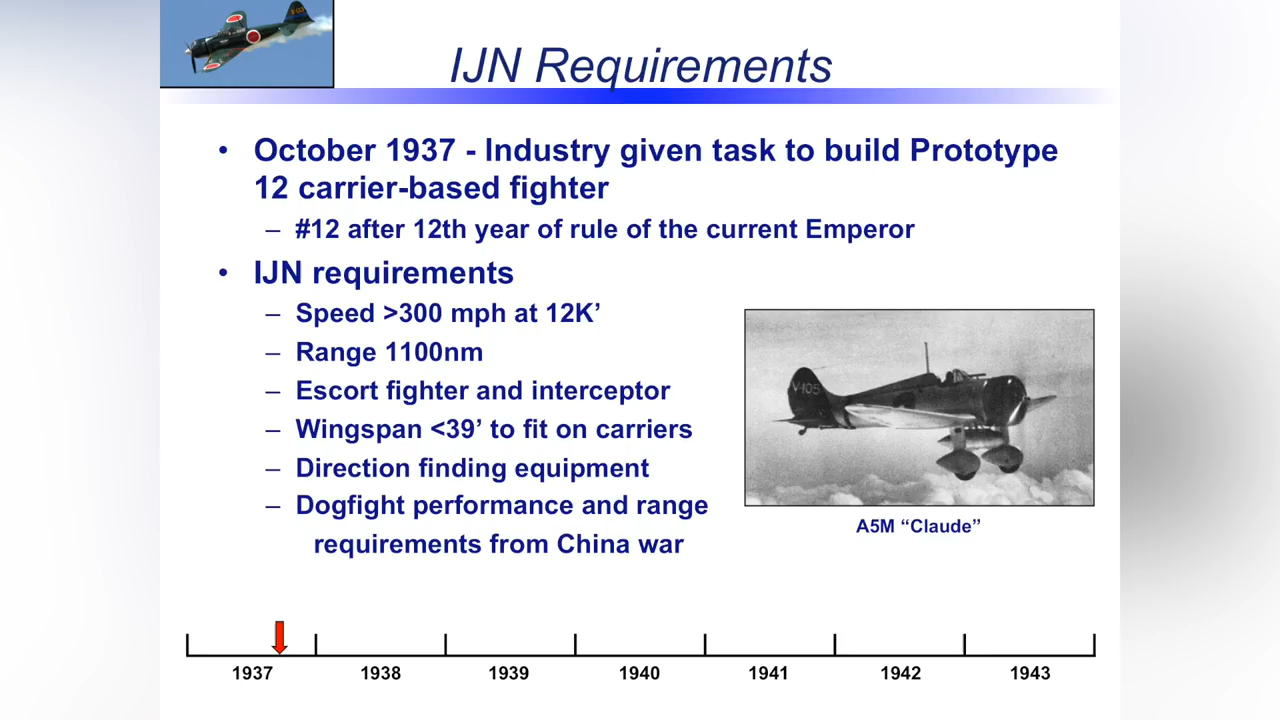 IJN Requirements
• October 1937 - Industry given task to build Prototype
12 carrier-based fighter
– #12 after 12th year of rule of the current Emperor
• IJN requirements
– Speed >300 mph at 12K’
– Range 1100nm
– Escort fighter and interceptor
– Wingspan <39’ to fit on carriers
– Direction finding equipment
– Dogfight performance and range
requirements from China war
V-105
A5M “Claude”
1937 1938 1939 1940 1941 1942 1943